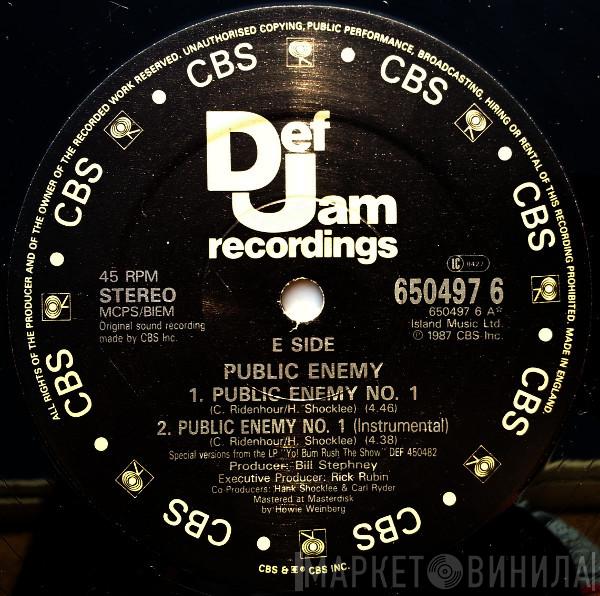 ALL RIGHTS OF THE PRODUCER AND OF THE OWNER OF THE RECORDED WORK RESERVED. UNAUTHORISED COPYING, PUBLIC PERFORMANCE, BROADCASTING, HIRING OR RENTAL OF THIS RECORDING PROHIBITED. MADE IN ENGLAND.
CBS CBS CBS CBS CBS CBS CBS CBS
Def Jam
recordings
45 RPM
STEREO
MCPS/BIEM
Original sound recording
made by CBS Inc.
LC 8427
650497 6
650497 6 A☆
Island Music Ltd.
℗ 1987 CBS Inc.
E SIDE
PUBLIC ENEMY
1. PUBLIC ENEMY NO. 1
(C. Ridenhour/H. Shocklee) (4.46)
2. PUBLIC ENEMY NO. 1 (Instrumental)
(C. Ridenhour/H. Shocklee) (4.38)
Special versions from the LP "Yo! Bum Rush The Show" DEF 450482
Producer: Bill Stephney
Executive Producer: Rick Rubin
Co-Producers: Hank Shocklee & Carl Ryder
Mastered at Masterdisk
by Howie Weinberg
CBS & ® CBS INC.
МАРКЕТ ВИНИЛА